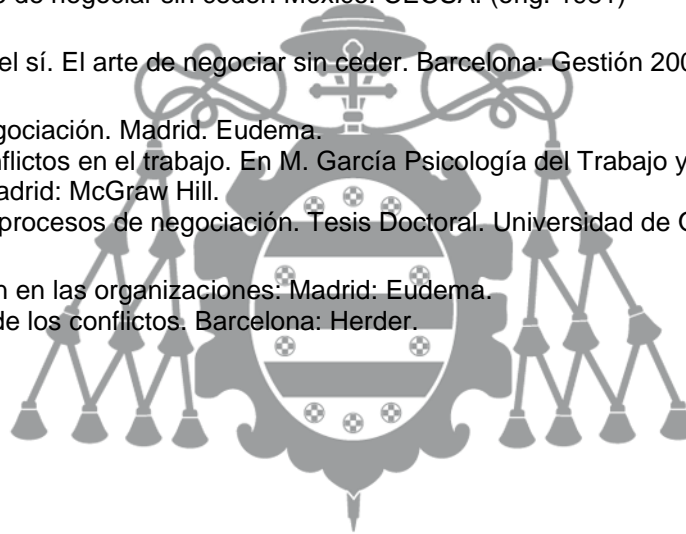 de negociar sin ceder. México. CECSA. (orig. 1981)
el sí. El arte de negociar sin ceder. Barcelona: Gestión
gociación. Madrid. Eudema.
nflictos en el trabajo. En M. García Psicología del Trabajo y
adrid: McGraw Hill.
procesos de negociación. Tesis Doctoral. Universidad de
n en las organizaciones: Madrid: Eudema.
de los conflictos. Barcelona: Herder.